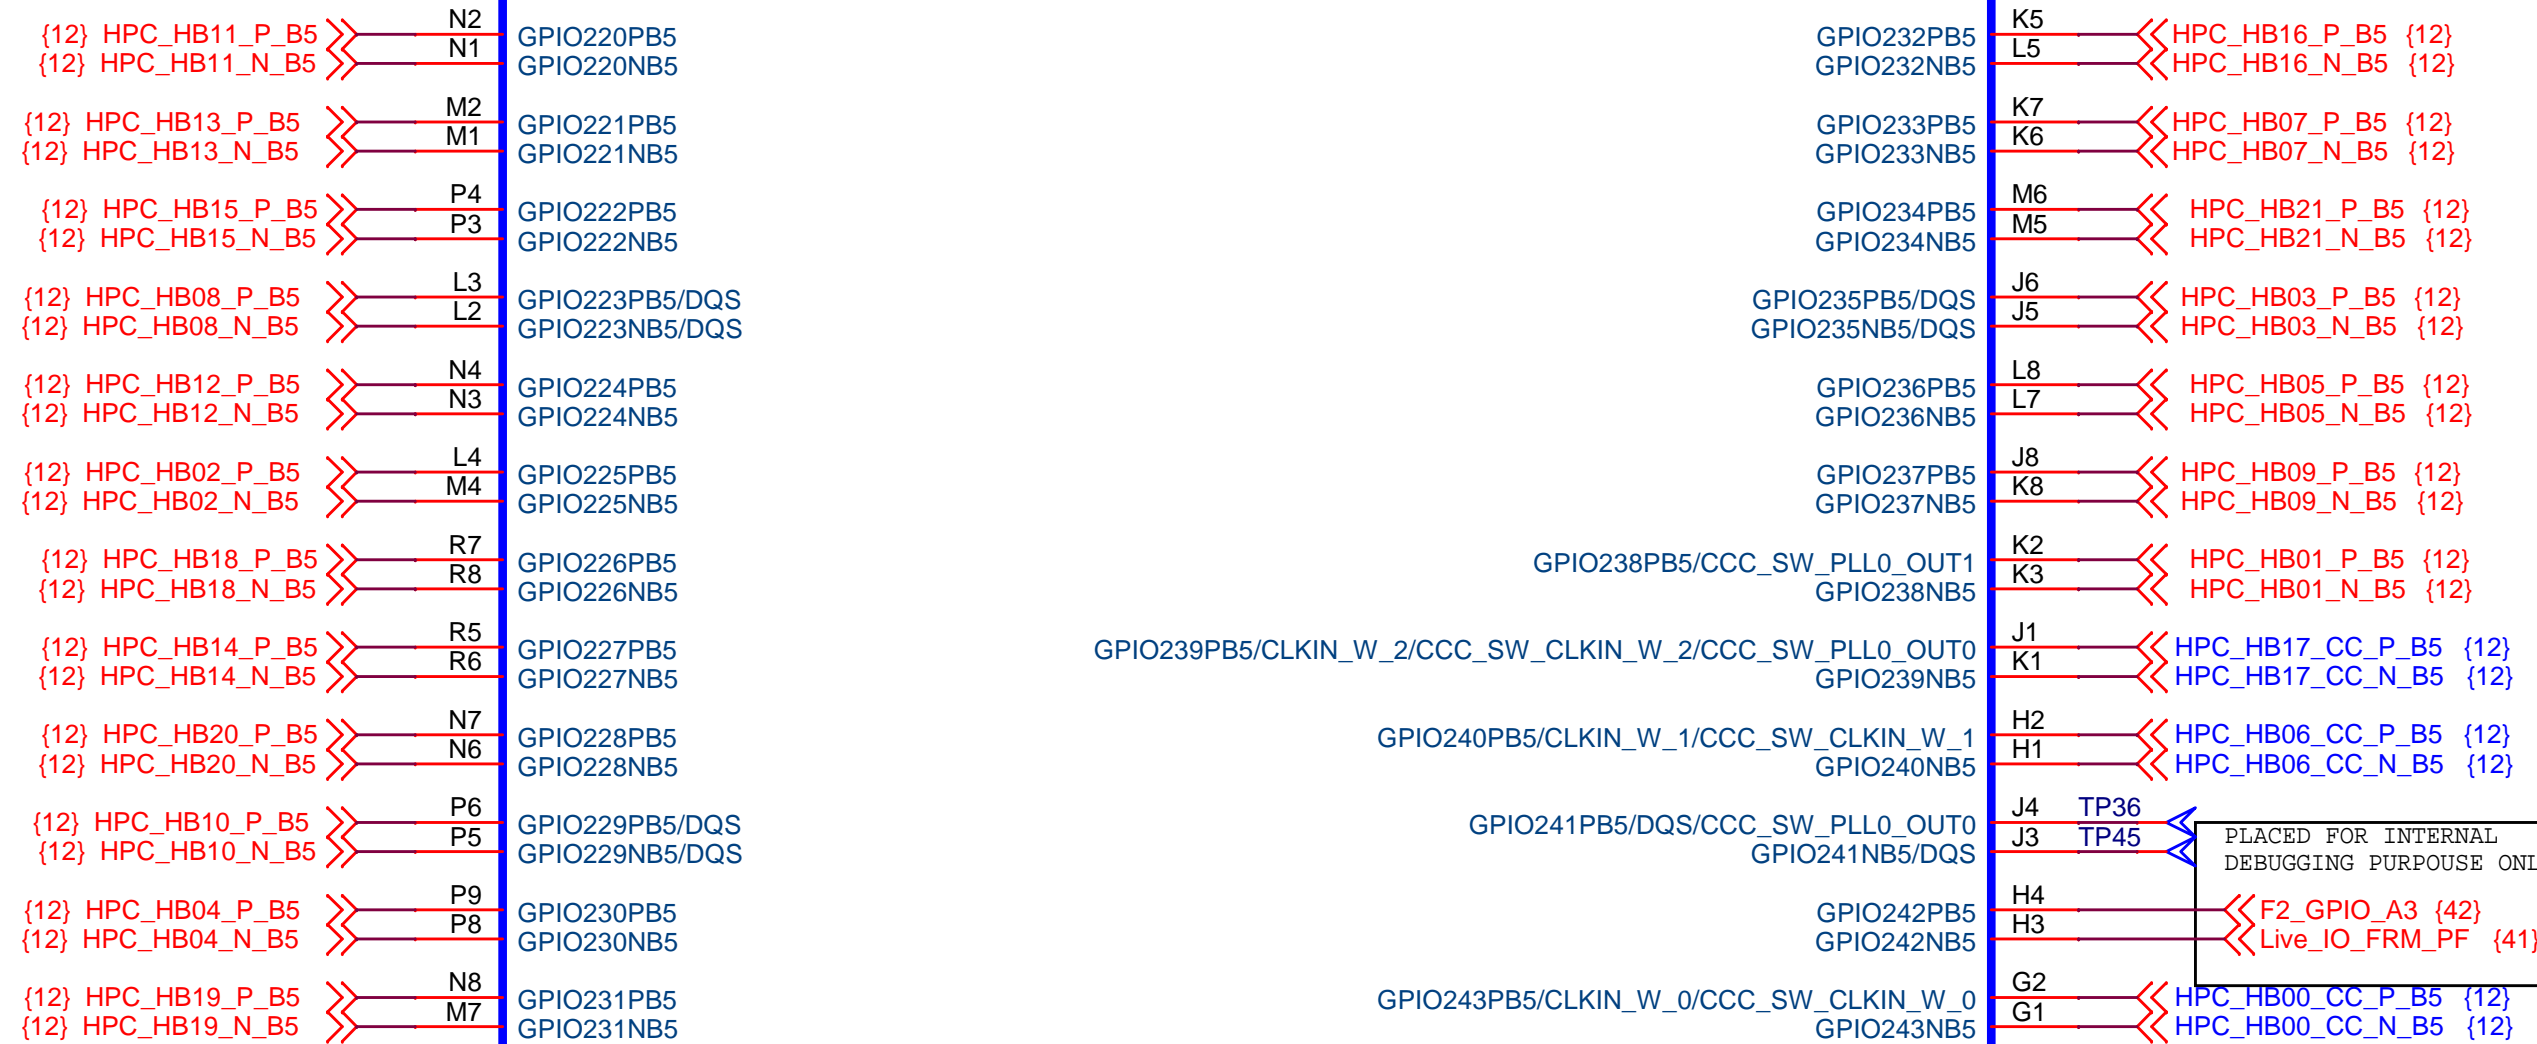 {12} HPC_HB11_P_B5 N2 GPIO220PB5
{12} HPC_HB11_N_B5 N1 GPIO220NB5
{12} HPC_HB13_P_B5 M2 GPIO221PB5
{12} HPC_HB13_N_B5 M1 GPIO221NB5
{12} HPC_HB15_P_B5 P4 GPIO222PB5
{12} HPC_HB15_N_B5 P3 GPIO222NB5
{12} HPC_HB08_P_B5 L3 GPIO223PB5/DQS
{12} HPC_HB08_N_B5 L2 GPIO223NB5/DQS
{12} HPC_HB12_P_B5 N4 GPIO224PB5
{12} HPC_HB12_N_B5 N3 GPIO224NB5
{12} HPC_HB02_P_B5 L4 GPIO225PB5
{12} HPC_HB02_N_B5 M4 GPIO225NB5
{12} HPC_HB18_P_B5 R7 GPIO226PB5
{12} HPC_HB18_N_B5 R8 GPIO226NB5
{12} HPC_HB14_P_B5 R5 GPIO227PB5
{12} HPC_HB14_N_B5 R6 GPIO227NB5
{12} HPC_HB20_P_B5 N7 GPIO228PB5
{12} HPC_HB20_N_B5 N6 GPIO228NB5
{12} HPC_HB10_P_B5 P6 GPIO229PB5/DQS
{12} HPC_HB10_N_B5 P5 GPIO229NB5/DQS
{12} HPC_HB04_P_B5 P9 GPIO230PB5
{12} HPC_HB04_N_B5 P8 GPIO230NB5
{12} HPC_HB19_P_B5 N8 GPIO231PB5
{12} HPC_HB19_N_B5 M7 GPIO231NB5
GPIO232PB5 K5 HPC_HB16_P_B5 {12}
GPIO232NB5 L5 HPC_HB16_N_B5 {12}
GPIO233PB5 K7 HPC_HB07_P_B5 {12}
GPIO233NB5 K6 HPC_HB07_N_B5 {12}
GPIO234PB5 M6 HPC_HB21_P_B5 {12}
GPIO234NB5 M5 HPC_HB21_N_B5 {12}
GPIO235PB5/DQS J6 HPC_HB03_P_B5 {12}
GPIO235NB5/DQS J5 HPC_HB03_N_B5 {12}
GPIO236PB5 L8 HPC_HB05_P_B5 {12}
GPIO236NB5 L7 HPC_HB05_N_B5 {12}
GPIO237PB5 J8 HPC_HB09_P_B5 {12}
GPIO237NB5 K8 HPC_HB09_N_B5 {12}
GPIO238PB5/CCC_SW_PLL0_OUT1 K2 HPC_HB01_P_B5 {12}
GPIO238NB5 K3 HPC_HB01_N_B5 {12}
GPIO239PB5/CLKIN_W_2/CCC_SW_CLKIN_W_2/CCC_SW_PLL0_OUT0 J1 HPC_HB17_CC_P_B5 {12}
GPIO239NB5 K1 HPC_HB17_CC_N_B5 {12}
GPIO240PB5/CLKIN_W_1/CCC_SW_CLKIN_W_1 H2 HPC_HB06_CC_P_B5 {12}
GPIO240NB5 H1 HPC_HB06_CC_N_B5 {12}
GPIO241PB5/DQS/CCC_SW_PLL0_OUT0 J4 TP36
GPIO241NB5/DQS J3 TP45
PLACED FOR INTERNAL
DEBUGGING PURPOUSE ONL
GPIO242PB5 H4 F2_GPIO_A3 {42}
GPIO242NB5 H3 Live_IO_FRM_PF {41}
GPIO243PB5/CLKIN_W_0/CCC_SW_CLKIN_W_0 G2 HPC_HB00_CC_P_B5 {12}
GPIO243NB5 G1 HPC_HB00_CC_N_B5 {12}